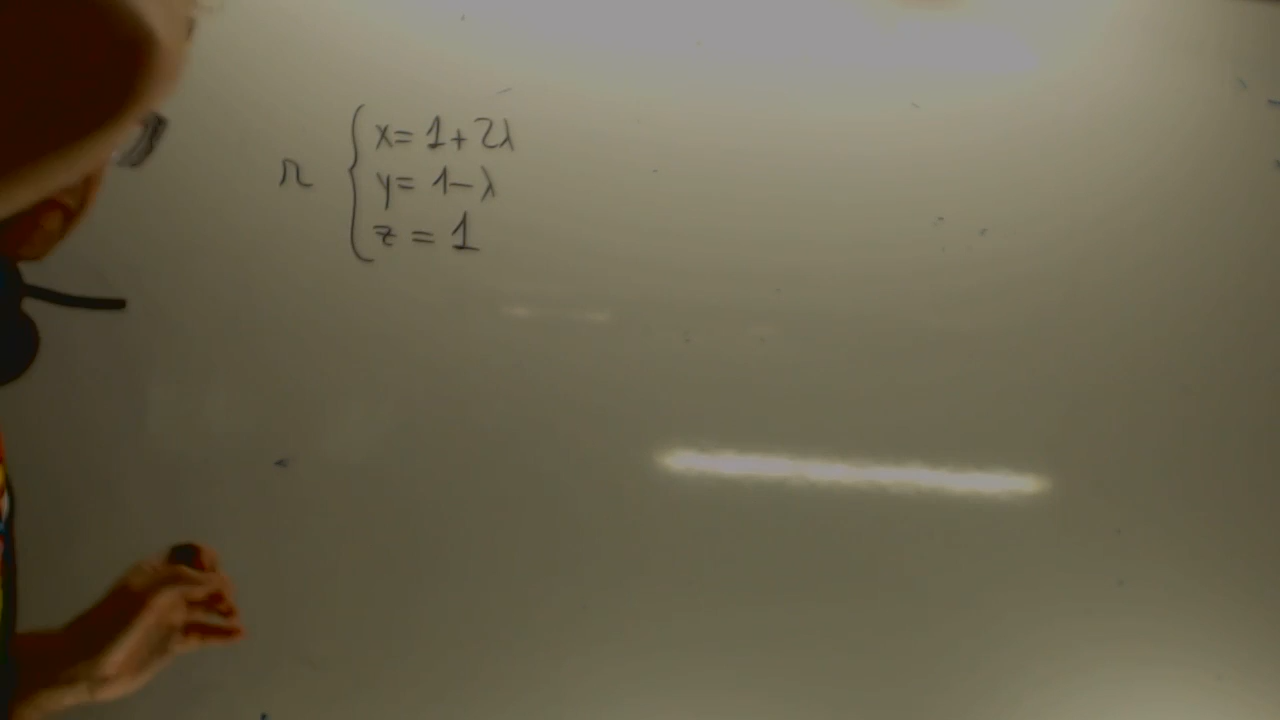 r { x = 1 + 2λ
y = 1 - λ
z = 1